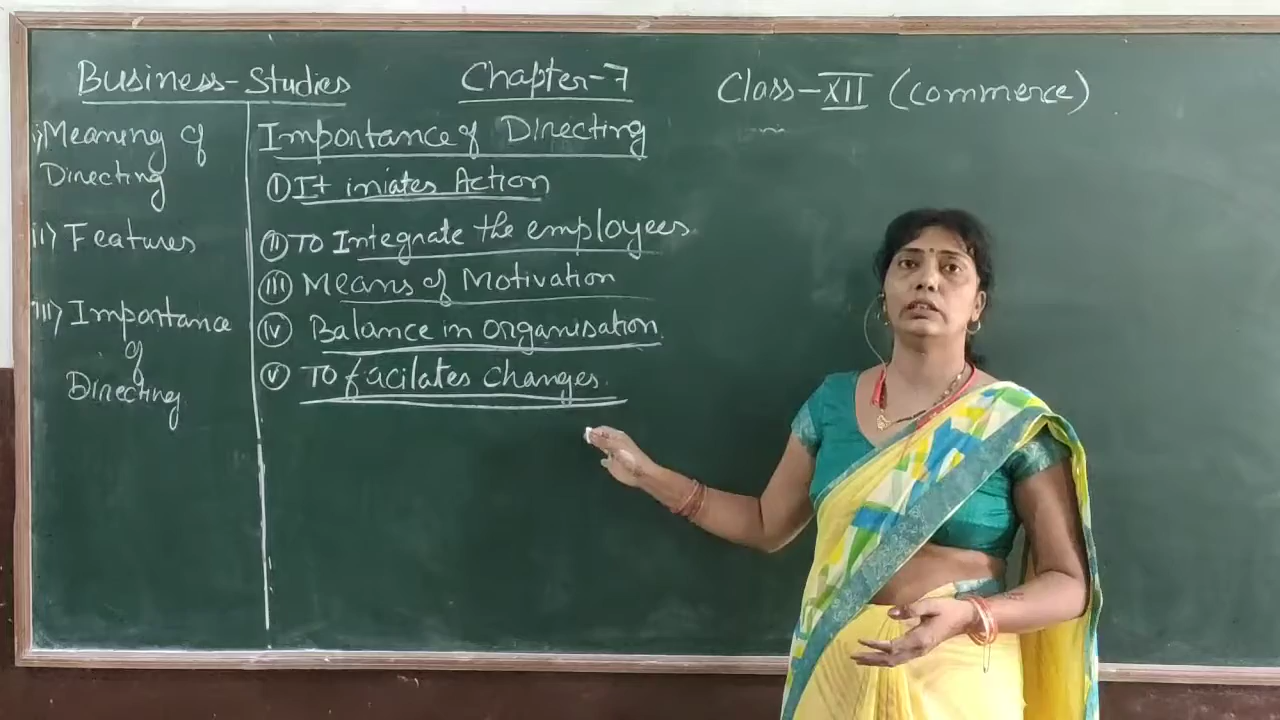 Business-Studies Chapter-7 Class-XII (commerce)
i) Meaning of
Directing
ii) Features
iii) Importance
of
Directing
Importance of Directing
(I) It iniates Action
(II) To Integrate the employees
(III) Means of Motivation
(IV) Balance in organisation.
(V) To facilates changes.